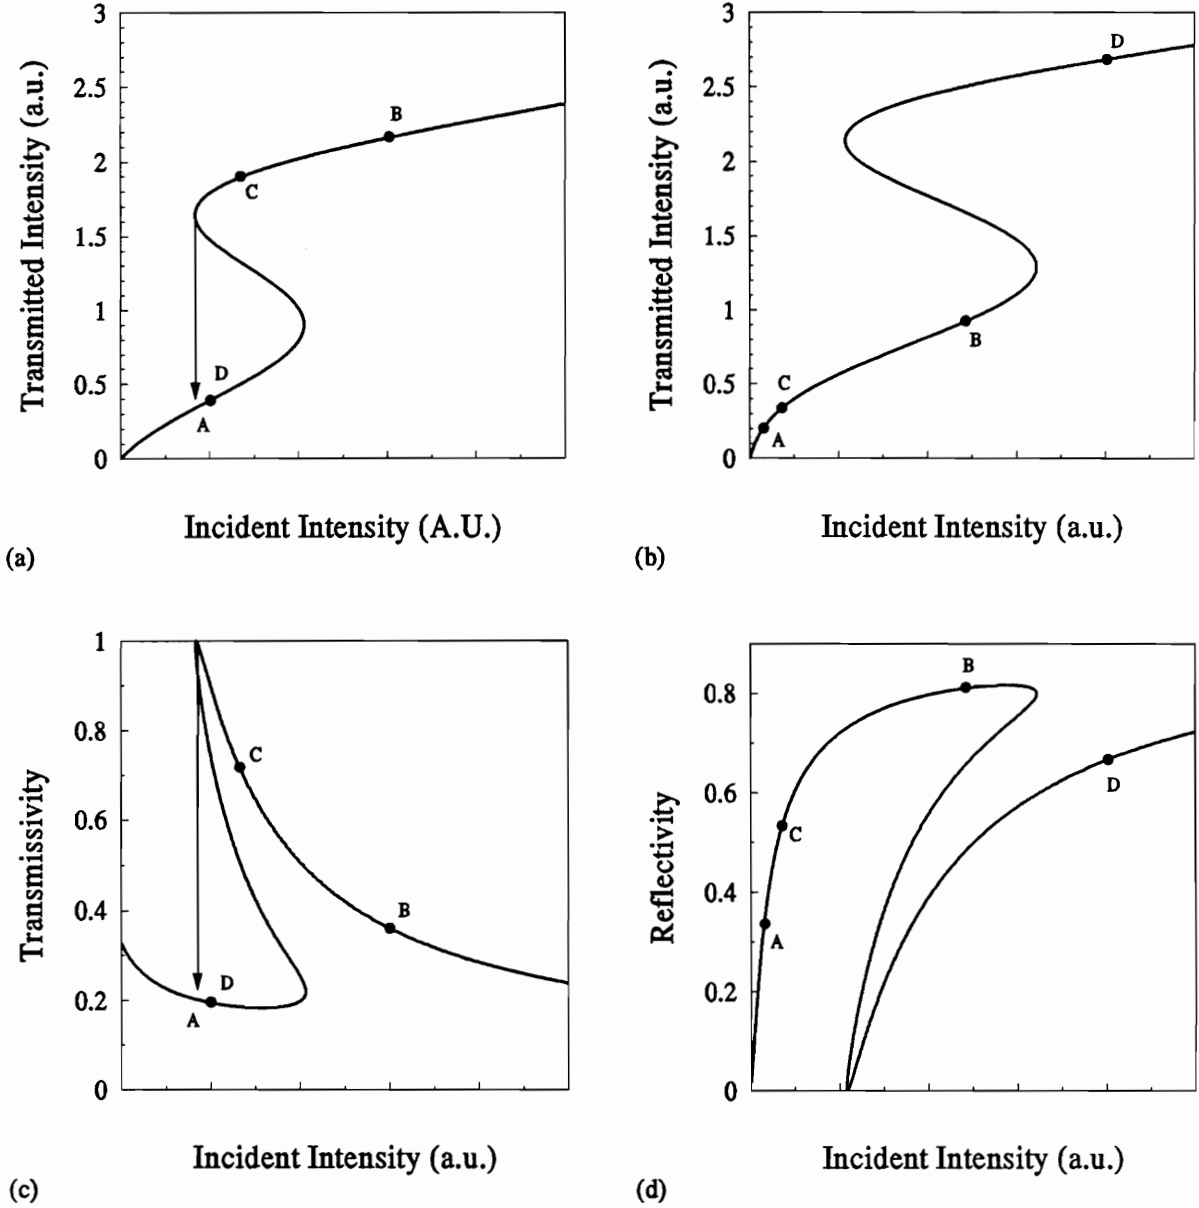 3
2.5
2
1.5
1
0.5
0
Transmitted Intensity (a.u.)
B
C
D
A
Incident Intensity (A.U.)
(a)
3
2.5
2
1.5
1
0.5
0
Transmitted Intensity (a.u.)
D
B
C
A
Incident Intensity (a.u.)
(b)
1
0.8
0.6
0.4
0.2
0
Transmissivity
C
B
D
A
Incident Intensity (a.u.)
(c)
0.8
0.6
0.4
0.2
0
Reflectivity
B
D
C
A
Incident Intensity (a.u.)
(d)